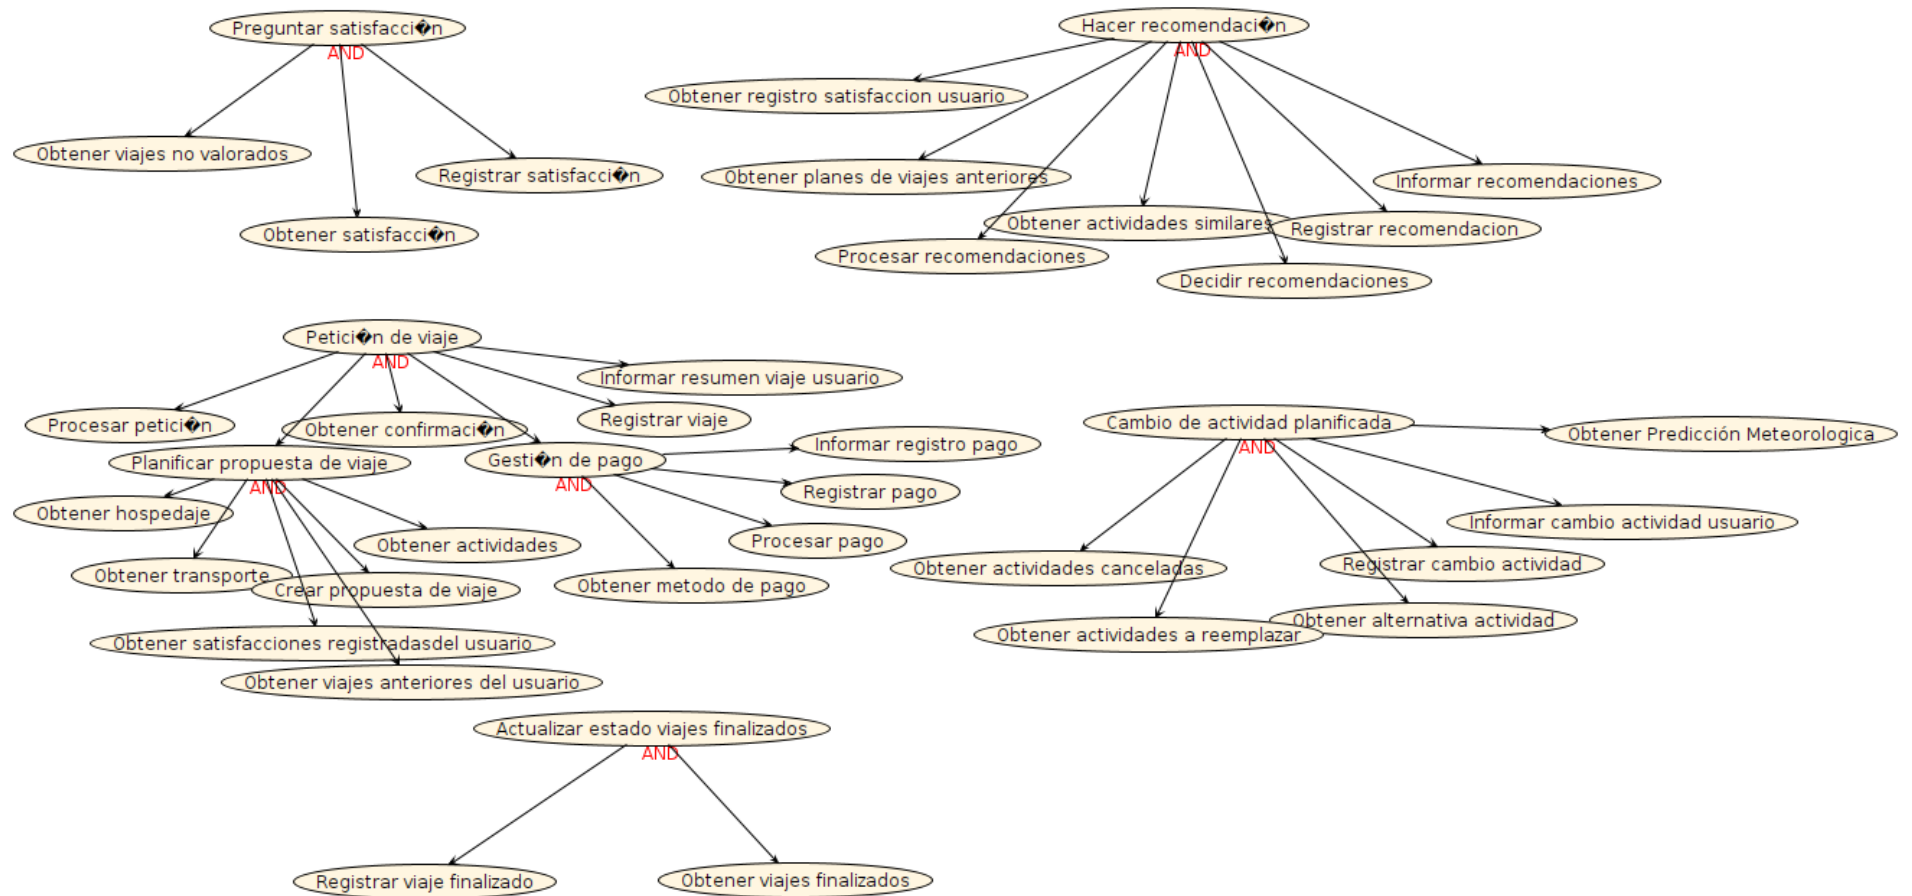 Preguntar satisfacci�n
AND
Obtener viajes no valorados
Registrar satisfacci�n
Obtener satisfacci�n
Hacer recomendaci�n
AND
Obtener registro satisfaccion usuario
Obtener planes de viajes anteriores
Informar recomendaciones
Obtener actividades similares
Registrar recomendacion
Procesar recomendaciones
Decidir recomendaciones
Petici�n de viaje
AND
Informar resumen viaje usuario
Procesar petici�n
Obtener confirmaci�n
Registrar viaje
Planificar propuesta de viaje
AND
Gesti�n de pago
AND
Informar registro pago
Registrar pago
Procesar pago
Obtener metodo de pago
Obtener hospedaje
Obtener actividades
Obtener transporte
Crear propuesta de viaje
Obtener satisfacciones registradasdel usuario
Obtener viajes anteriores del usuario
Cambio de actividad planificada
AND
Obtener Predicción Meteorologica
Informar cambio actividad usuario
Obtener actividades canceladas
Registrar cambio actividad
Obtener alternativa actividad
Obtener actividades a reemplazar
Actualizar estado viajes finalizados
AND
Registrar viaje finalizado
Obtener viajes finalizados